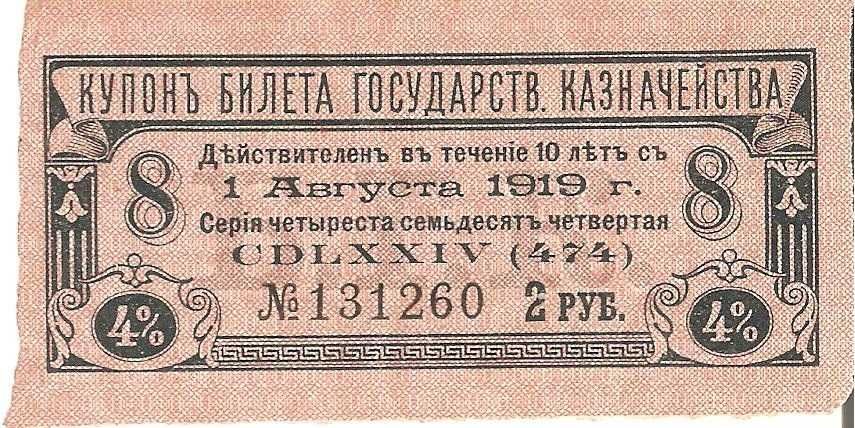 КУПОНЪ БИЛЕТА ГОСУДАРСТВ. КАЗНАЧЕЙСТВА
8
Дѣйствителенъ въ теченіе 10 лѣтъ съ
1 Августа 1919 г.
8
Серія четыреста семьдесятъ четвертая
CDLXXIV (474)
№131260 2 РУБ.
4%
4%